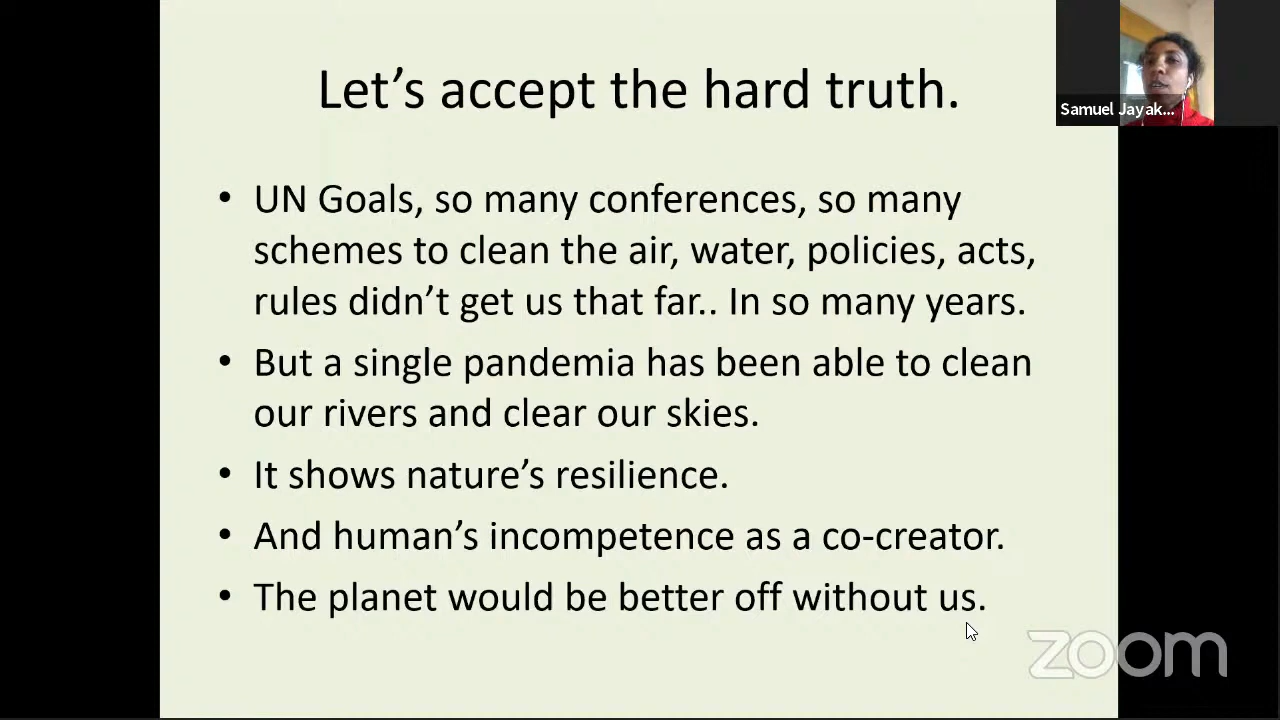 Let's accept the hard truth.
Samuel Jayak...
• UN Goals, so many conferences, so many
schemes to clean the air, water, policies, acts,
rules didn't get us that far.. In so many years.
• But a single pandemia has been able to clean
our rivers and clear our skies.
• It shows nature's resilience.
• And human's incompetence as a co-creator.
• The planet would be better off without us.
zoom